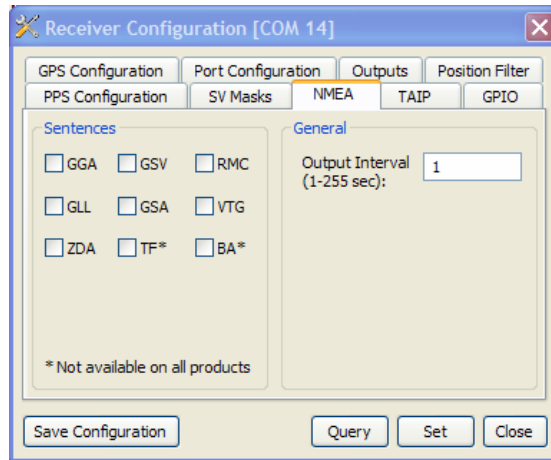 Receiver Configuration [COM 14]
GPS Configuration Port Configuration Outputs Position Filter
PPS Configuration SV Masks NMEA TAIP GPIO
Sentences
GGA GSV RMC
GLL GSA VTG
ZDA TF* BA*
* Not available on all products
General
Output Interval 1
(1-255 sec):
Save Configuration Query Set Close